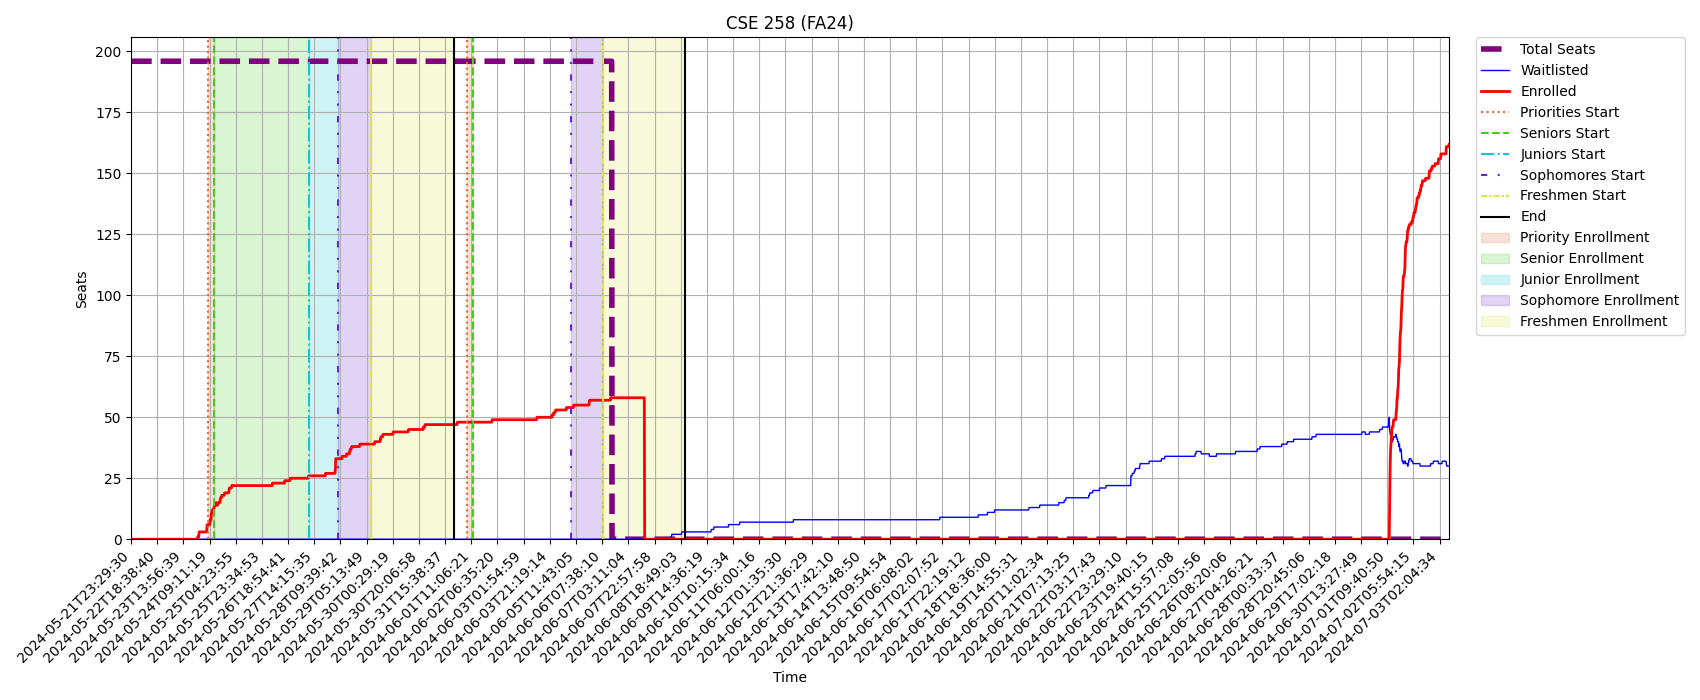 CSE 258 (FA24)
200
175
150
125
100
75
50
25
0
Seats
2024-05-21T23:29:30
2024-05-22T18:38:40
2024-05-23T13:56:39
2024-05-24T09:11:19
2024-05-25T04:23:55
2024-05-25T23:34:53
2024-05-26T18:54:41
2024-05-27T14:15:35
2024-05-28T09:39:42
2024-05-29T05:13:49
2024-05-30T00:29:19
2024-05-30T20:06:58
2024-05-31T15:38:37
2024-06-01T11:06:21
2024-06-02T06:35:20
2024-06-03T01:54:59
2024-06-03T21:19:14
2024-06-05T11:43:05
2024-06-06T07:38:10
2024-06-07T03:11:04
2024-06-07T22:57:58
2024-06-08T18:49:03
2024-06-09T14:36:19
2024-06-10T10:15:34
2024-06-11T06:00:16
2024-06-12T01:35:30
2024-06-12T21:36:29
2024-06-13T17:42:10
2024-06-14T13:48:50
2024-06-15T09:54:54
2024-06-16T06:08:02
2024-06-17T02:07:52
2024-06-17T22:19:12
2024-06-18T18:36:00
2024-06-19T14:55:31
2024-06-20T11:02:34
2024-06-21T07:13:25
2024-06-22T03:17:43
2024-06-22T23:29:10
2024-06-23T19:40:15
2024-06-24T15:57:08
2024-06-25T12:05:56
2024-06-26T08:20:06
2024-06-27T04:26:21
2024-06-28T00:33:37
2024-06-28T20:45:06
2024-06-29T17:02:18
2024-06-30T13:27:49
2024-07-01T09:40:50
2024-07-02T05:54:15
2024-07-03T02:04:34
Time
Total Seats
Waitlisted
Enrolled
Priorities Start
Seniors Start
Juniors Start
Sophomores Start
Freshmen Start
End
Priority Enrollment
Senior Enrollment
Junior Enrollment
Sophomore Enrollment
Freshmen Enrollment